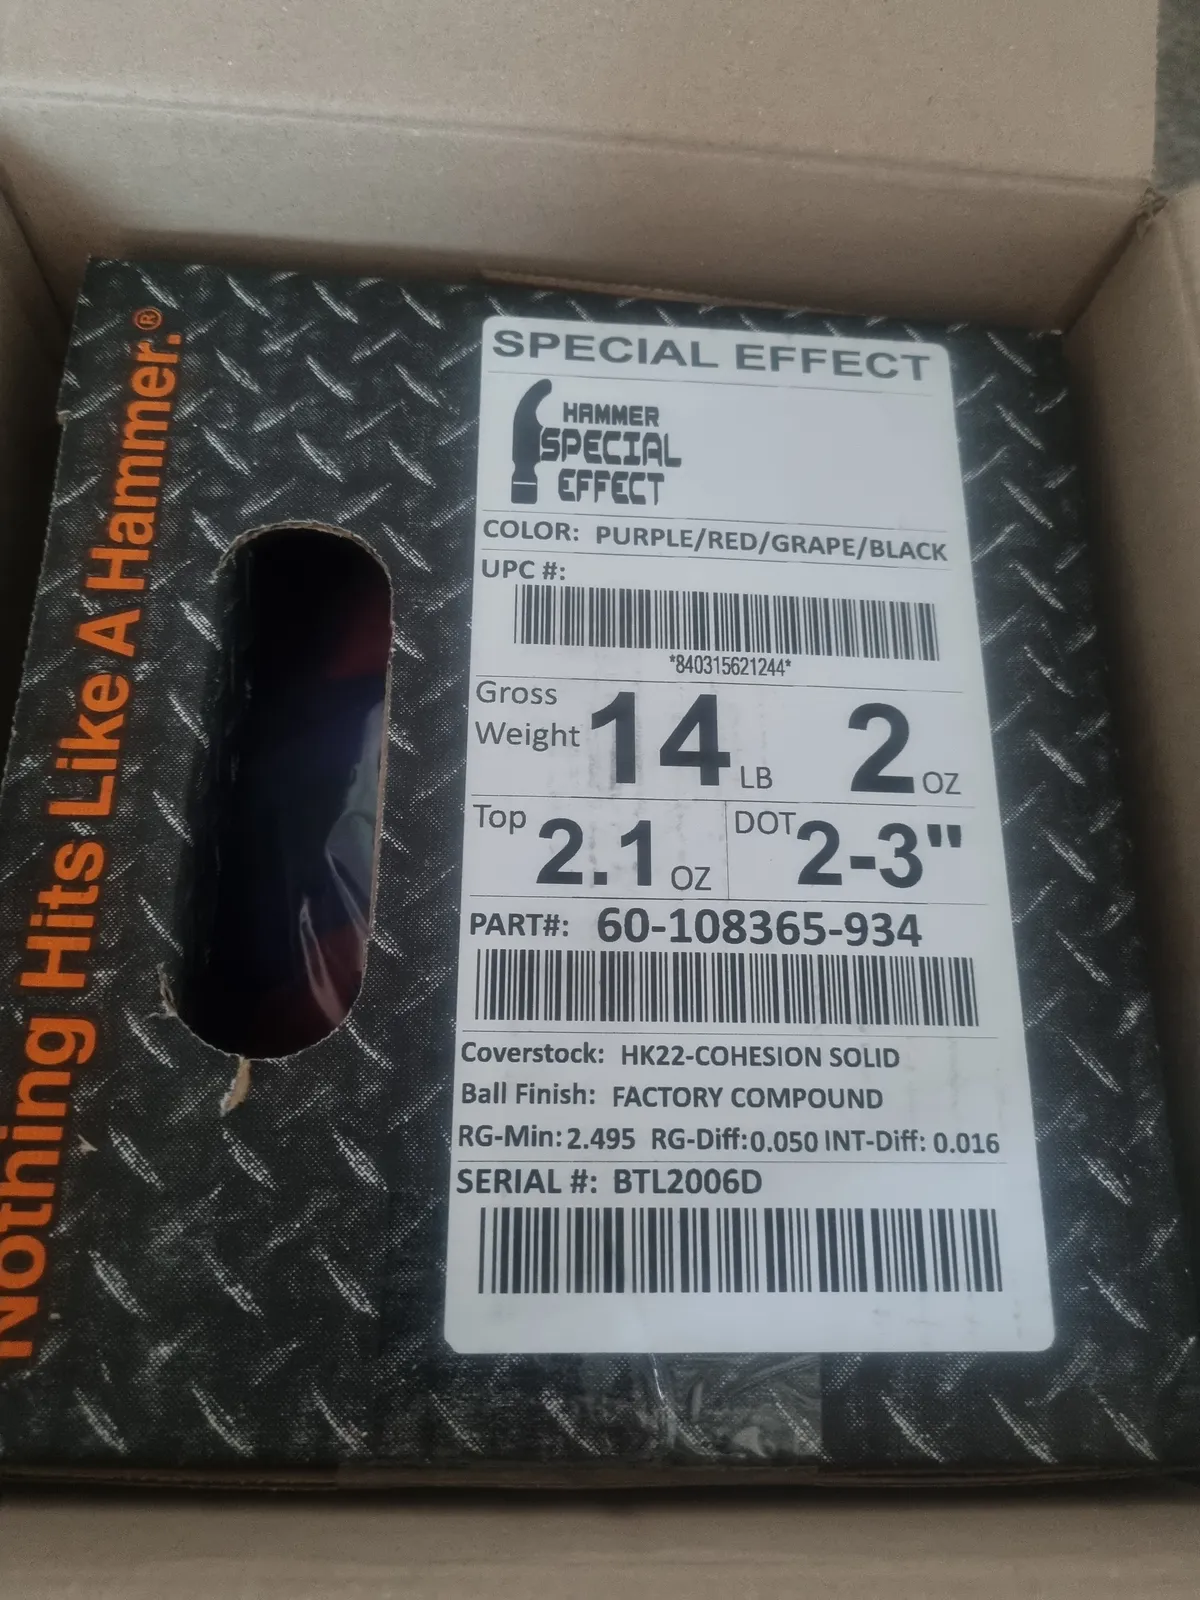 Nothing Hits Like A Hammer.®
SPECIAL EFFECT
HAMMER
SPECIAL
EFFECT
COLOR: PURPLE/RED/GRAPE/BLACK
UPC #:
*840315621244*
Gross
Weight 14 LB 2 OZ
Top 2.1 OZ DOT 2-3"
PART#: 60-108365-934
Coverstock: HK22-COHESION SOLID
Ball Finish: FACTORY COMPOUND
RG-Min: 2.495 RG-Diff: 0.050 INT-Diff: 0.016
SERIAL #: BTL2006D